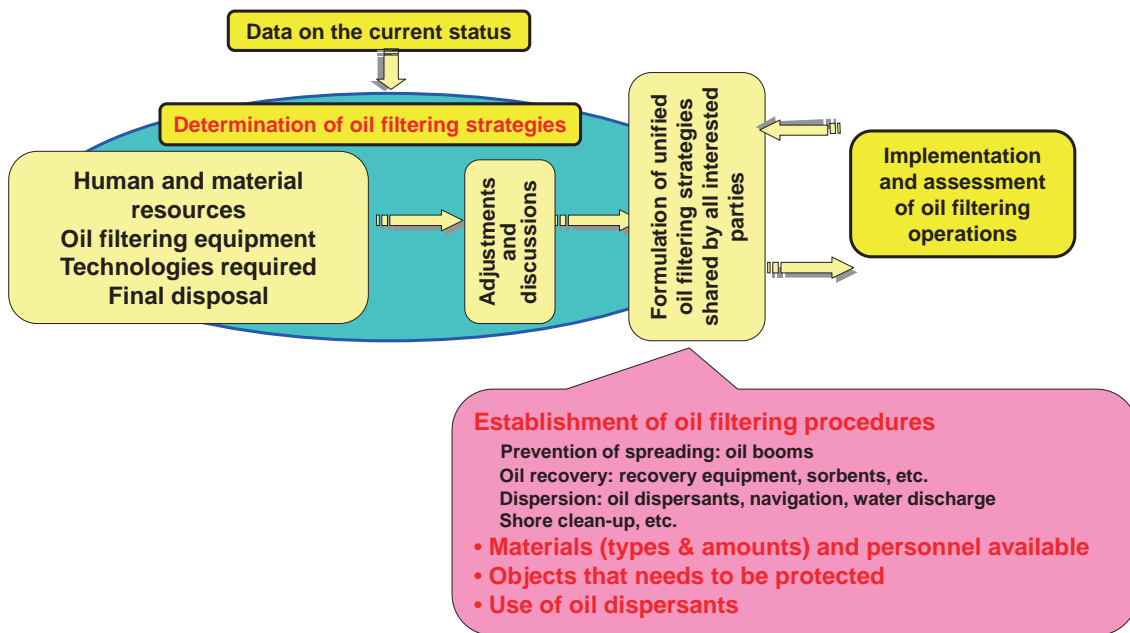 Data on the current status
Determination of oil filtering strategies
Human and material
resources
Oil filtering equipment
Technologies required
Final disposal
Adjustments
and
discussions
Formulation of unified
oil filtering strategies
shared by all interested
parties
Implementation
and assessment
of oil filtering
operations
Establishment of oil filtering procedures
Prevention of spreading: oil booms
Oil recovery: recovery equipment, sorbents, etc.
Dispersion: oil dispersants, navigation, water discharge
Shore clean-up, etc.
• Materials (types & amounts) and personnel available
• Objects that needs to be protected
• Use of oil dispersants